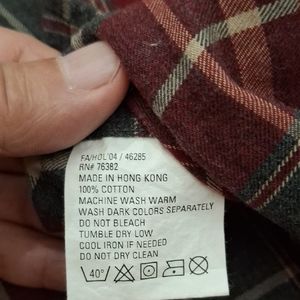 FA/HOL'04 / 46285
RN# 76362
MADE IN HONG KONG
100% COTTON
MACHINE WASH WARM
WASH DARK COLORS SEPARATELY
DO NOT BLEACH
TUMBLE DRY LOW
COOL IRON IF NEEDED
DO NOT DRY CLEAN
40°